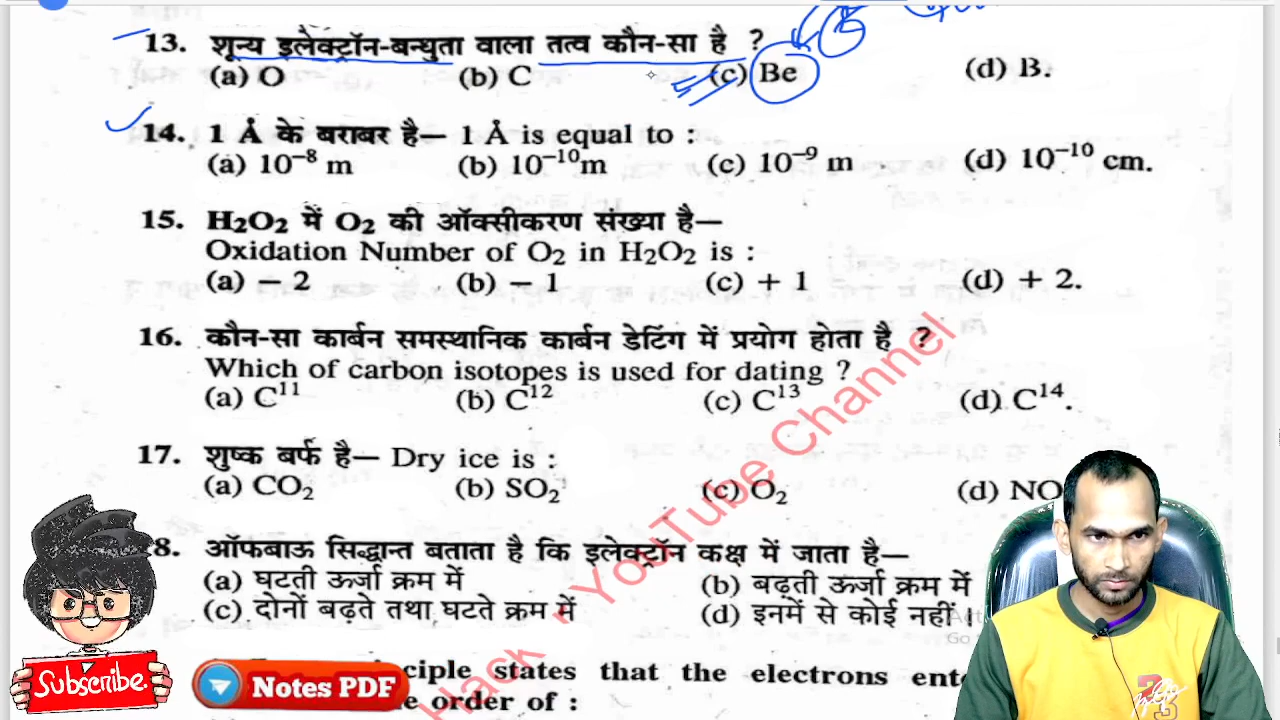 13. शून्य इलेक्ट्रॉन-बन्धुता वाला तत्व कौन-सा है ?
(a) O (b) C (c) Be (d) B.
14. 1 Å के बराबर है— 1 Å is equal to :
(a) 10⁻⁸ m (b) 10⁻¹⁰m (c) 10⁻⁹ m (d) 10⁻¹⁰ cm.
15. H₂O₂ में O₂ की ऑक्सीकरण संख्या है—
Oxidation Number of O₂ in H₂O₂ is :
(a) – 2 (b) – 1 (c) + 1 (d) + 2.
16. कौन-सा कार्बन समस्थानिक कार्बन डेटिंग में प्रयोग होता है ?
Which of carbon isotopes is used for dating ?
(a) C¹¹ (b) C¹² (c) C¹³ (d) C¹⁴.
17. शुष्क बर्फ है— Dry ice is :
(a) CO₂ (b) SO₂ (c) O₂ (d) NO
8. ऑफबाऊ सिद्धान्त बताता है कि इलेक्ट्रॉन कक्ष में जाता है—
(a) घटती ऊर्जा क्रम में (b) बढ़ती ऊर्जा क्रम में
(c) दोनों बढ़ते तथा घटते क्रम में (d) इनमें से कोई नहीं।
ciple states that the electrons ente
e order of :
Hack - YouTube Channel
Subscribe
Notes PDF